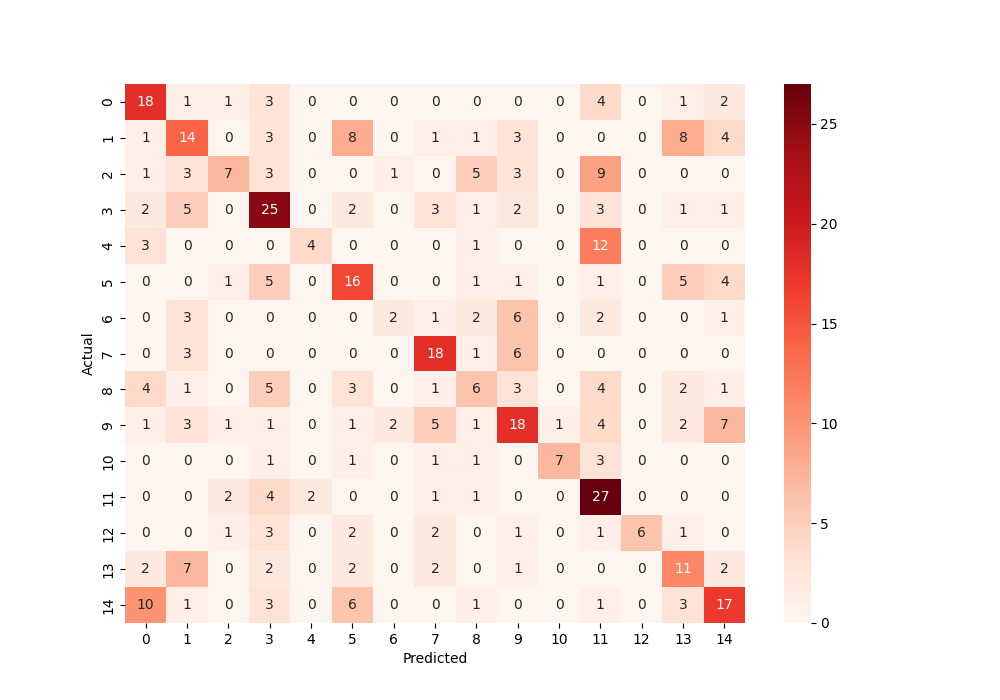 0 18 1 1 3 0 0 0 0 0 0 0 4 0 1 2
1 1 14 0 3 0 8 0 1 1 3 0 0 0 8 4
2 1 3 7 3 0 0 1 0 5 3 0 9 0 0 0
3 2 5 0 25 0 2 0 3 1 2 0 3 0 1 1
4 3 0 0 0 4 0 0 0 1 0 0 12 0 0 0
5 0 0 1 5 0 16 0 0 1 1 0 1 0 5 4
6 0 3 0 0 0 0 2 1 2 6 0 2 0 0 1
7 0 3 0 0 0 0 0 18 1 6 0 0 0 0 0
8 4 1 0 5 0 3 0 1 6 3 0 4 0 2 1
9 1 3 1 1 0 1 2 5 1 18 1 4 0 2 7
10 0 0 0 1 0 1 0 1 1 0 7 3 0 0 0
11 0 0 2 4 2 0 0 1 1 0 0 27 0 0 0
12 0 0 1 3 0 2 0 2 0 1 0 1 6 1 0
13 2 7 0 2 0 2 0 2 0 1 0 0 0 11 2
14 10 1 0 3 0 6 0 0 1 0 0 1 0 3 17
0 1 2 3 4 5 6 7 8 9 10 11 12 13 14
Predicted
Actual
25
20
15
10
5
0